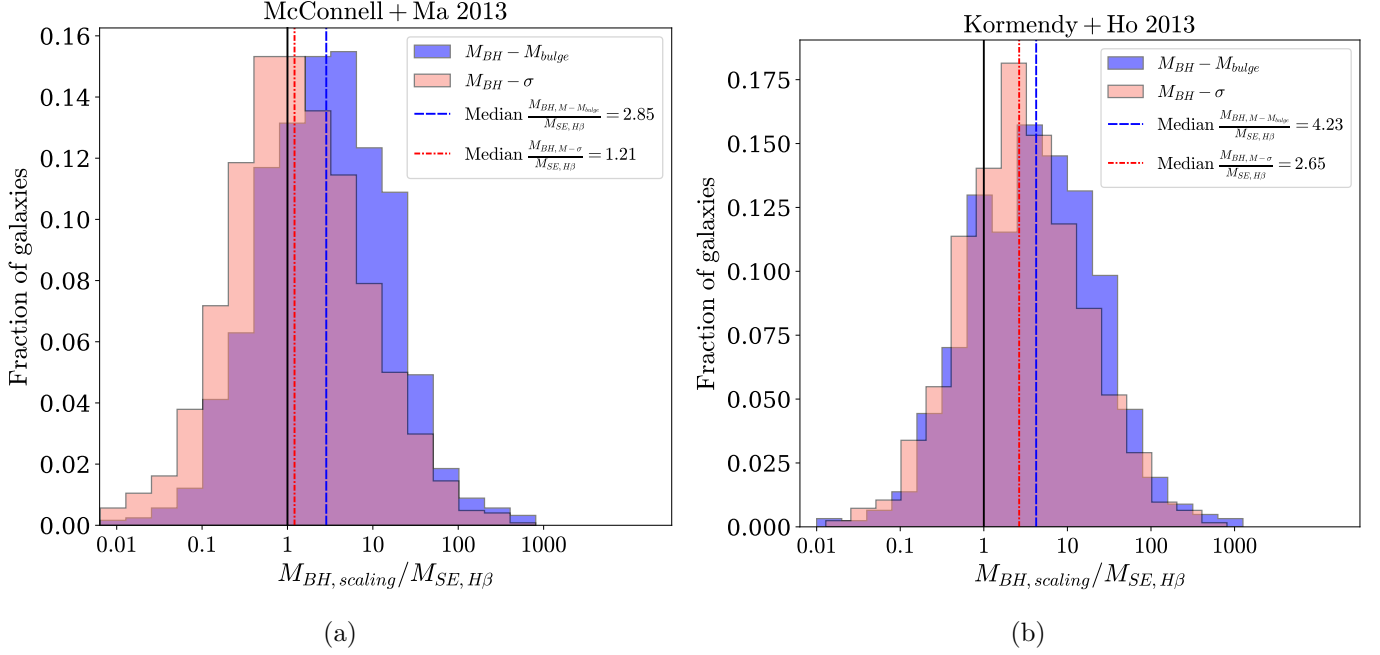 McConnell + Ma 2013
0.16
0.14
0.12
0.10
0.08
0.06
0.04
0.02
0.00
Fraction of galaxies
M_{BH} − M_{bulge}
M_{BH} − σ
Median \frac{M_{BH, M−M_{bulge}}}{M_{SE, Hβ}} = 2.85
Median \frac{M_{BH, M−σ}}{M_{SE, Hβ}} = 1.21
0.01 0.1 1 10 100 1000
M_{BH, scaling}/M_{SE, Hβ}
(a)
Kormendy + Ho 2013
0.175
0.150
0.125
0.100
0.075
0.050
0.025
0.000
Fraction of galaxies
M_{BH} − M_{bulge}
M_{BH} − σ
Median \frac{M_{BH, M−M_{bulge}}}{M_{SE, Hβ}} = 4.23
Median \frac{M_{BH, M−σ}}{M_{SE, Hβ}} = 2.65
0.01 0.1 1 10 100 1000
M_{BH, scaling}/M_{SE, Hβ}
(b)